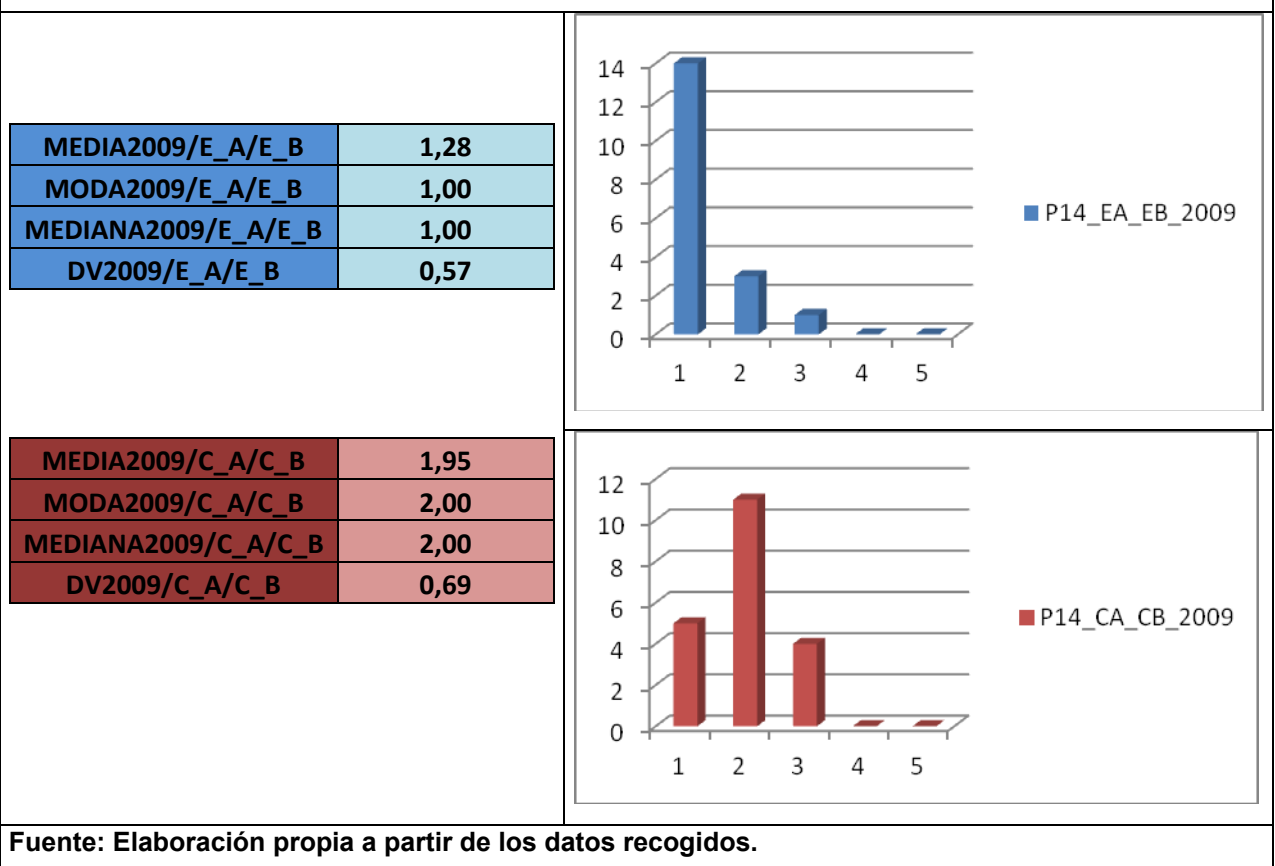 MEDIA2009/E_A/E_B 1,28
MODA2009/E_A/E_B 1,00
MEDIANA2009/E_A/E_B 1,00
DV2009/E_A/E_B 0,57
14
12
10
8
6
4
2
0
1 2 3 4 5
P14_EA_EB_2009
MEDIA2009/C_A/C_B 1,95
MODA2009/C_A/C_B 2,00
MEDIANA2009/C_A/C_B 2,00
DV2009/C_A/C_B 0,69
12
10
8
6
4
2
0
1 2 3 4 5
P14_CA_CB_2009
Fuente: Elaboración propia a partir de los datos recogidos.